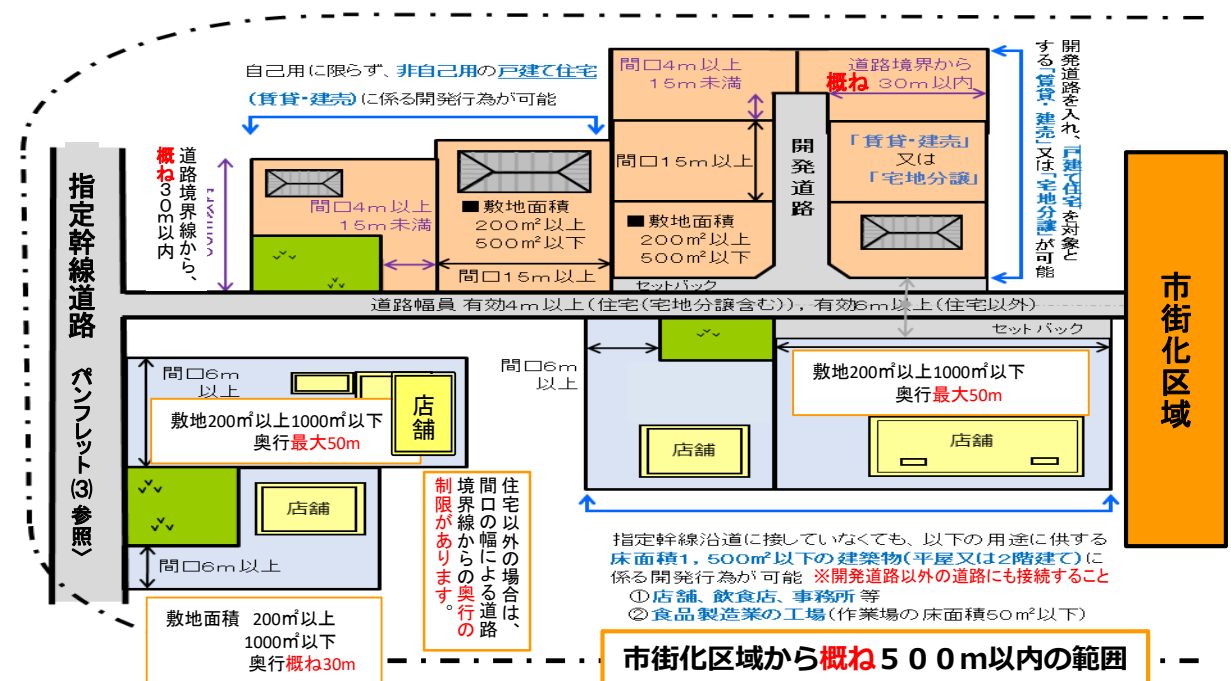 指定幹線道路
パンフレット(3)参照〉
自己用に限らず、非自己用の戸建て住宅
(賃貸・建売)に係る開発行為が可能
道路境界線から、
概ね30m以内
間口4m以上
15m未満
■敷地面積
200㎡以上
500㎡以下
間口15m以上
間口4m以上
15m未満
間口15m以上
■敷地面積
200㎡以上
500㎡以下
セットバック
開発道路
道路境界から
概ね 30m以内
「賃貸・建売」
又は
「宅地分譲」
開発道路を入れ、戸建て住宅を対象と
する「賃貸・建売」又は「宅地分譲」が可能
市街化区域
道路幅員 有効4m以上(住宅(宅地分譲含む)), 有効6m以上(住宅以外)
セットバック
間口6m
以上
敷地200㎡以上1000㎡以下
奥行最大50m
店舗
店舗
間口6m以上
敷地面積 200㎡以上
1000㎡以下
奥行概ね30m
住宅以外の場合は、
間口の幅による道路
境界線からの奥行の
制限があります。
間口6m
以上
店舗
敷地200㎡以上1000㎡以下
奥行最大50m
店舗
指定幹線沿道に接していなくても、以下の用途に供する
床面積1,500㎡以下の建築物(平屋又は2階建て)に
係る開発行為が可能 ※開発道路以外の道路にも接続すること
①店舗、飲食店、事務所 等
②食品製造業の工場(作業場の床面積50㎡以下)
市街化区域から概ね500m以内の範囲